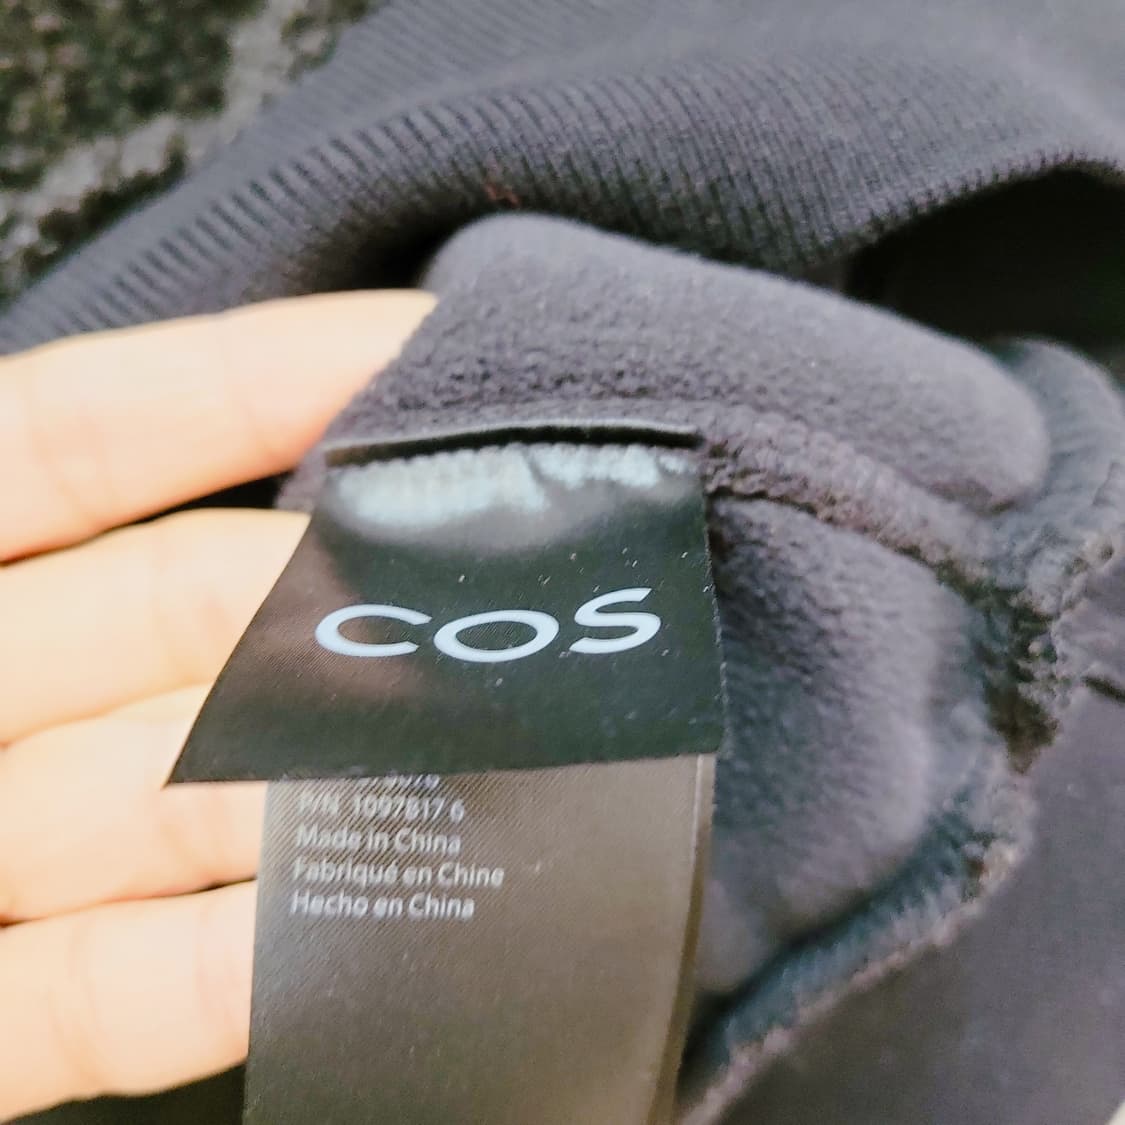 COS
P/N 1097817 6
Made in China
Fabriqué en Chine
Hecho en China